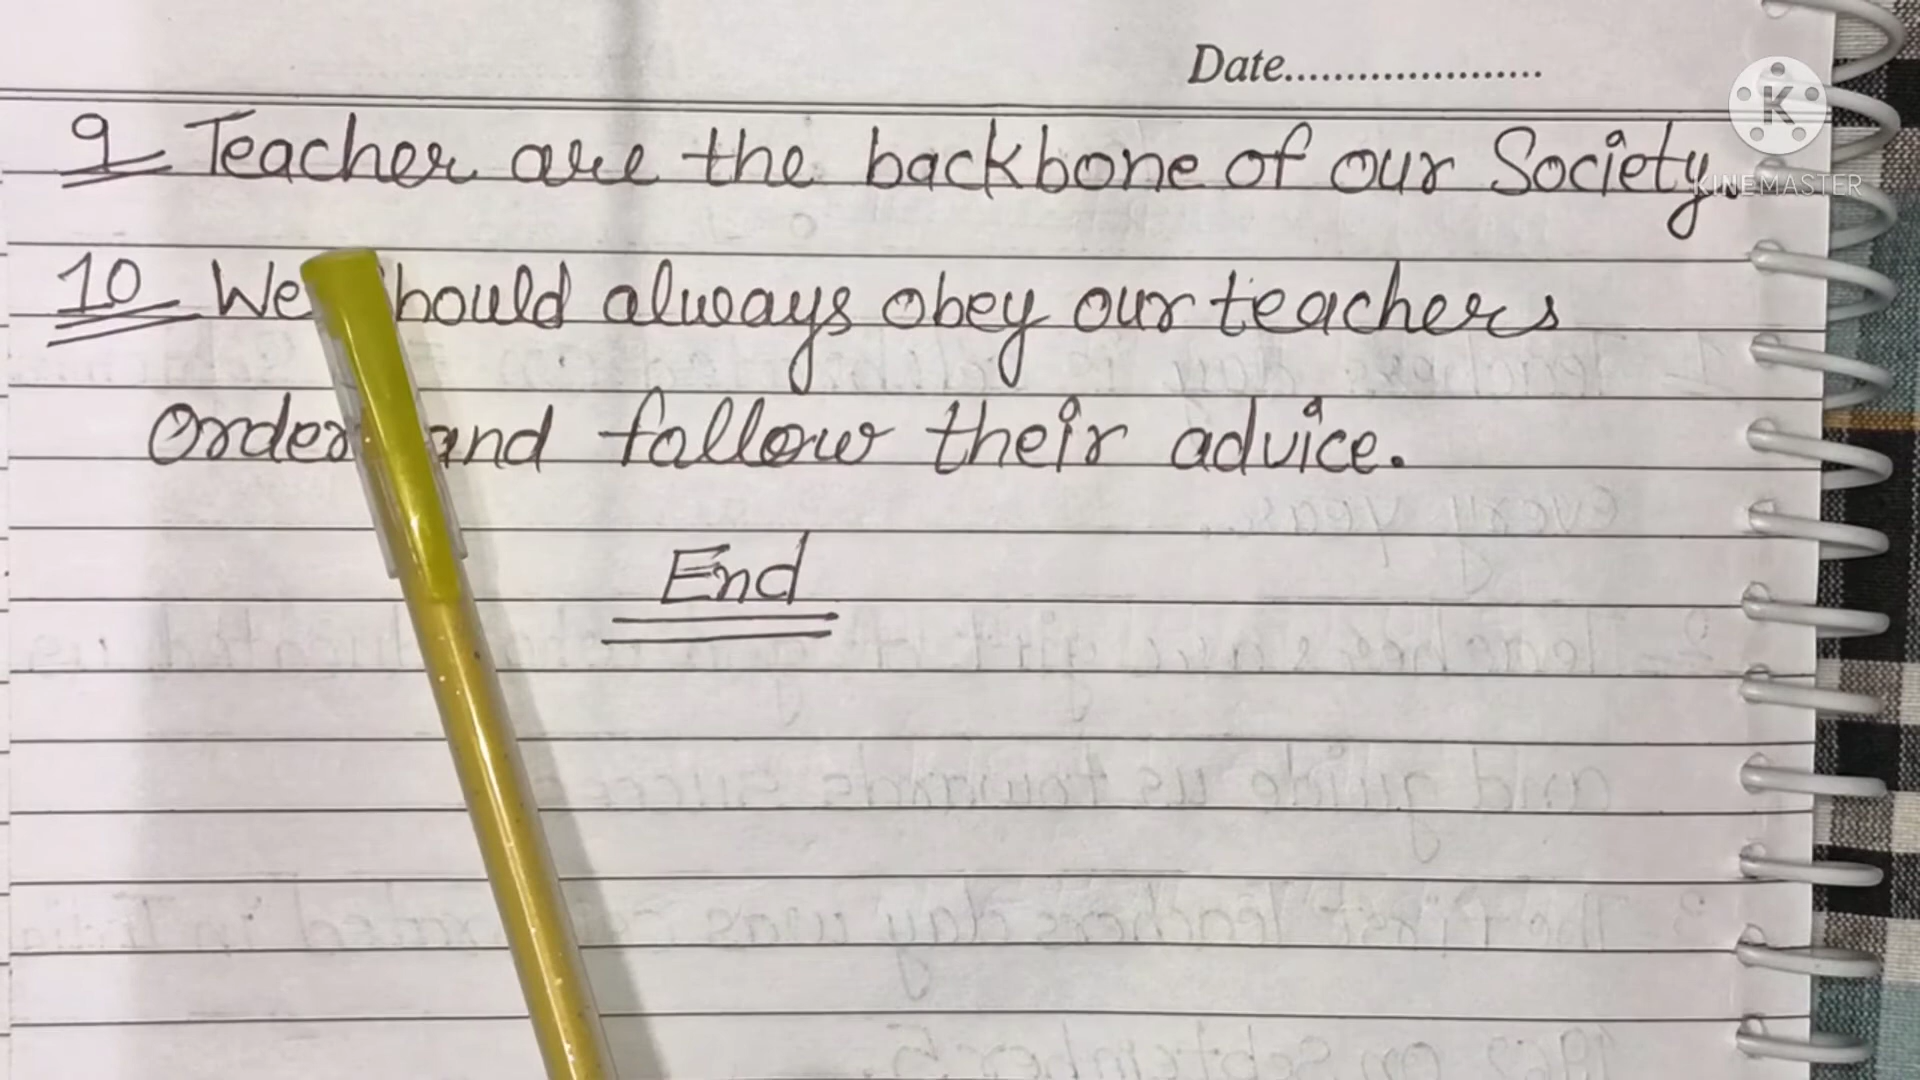 Date.....................
9 Teacher are the backbone of our Society.
KINEMASTER
10 We should always obey our teachers
Order and follow their advice.
End